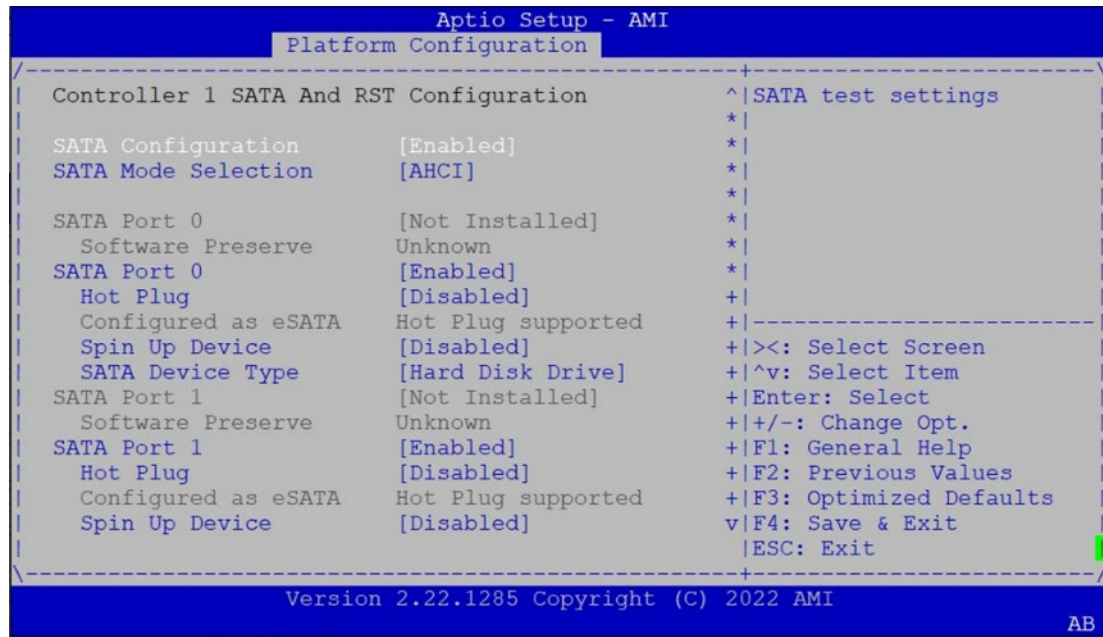 Aptio Setup - AMI
Platform Configuration
/----------------------------------------------------+-------------------------\
| Controller 1 SATA And RST Configuration ^|SATA test settings |
| *| |
| SATA Configuration [Enabled] *| |
| SATA Mode Selection [AHCI] *| |
| *| |
| SATA Port 0 [Not Installed] *| |
| Software Preserve Unknown *| |
| SATA Port 0 [Enabled] *| |
| Hot Plug [Disabled] +| |
| Configured as eSATA Hot Plug supported +|-------------------------|
| Spin Up Device [Disabled] +|><: Select Screen |
| SATA Device Type [Hard Disk Drive] +|^v: Select Item |
| SATA Port 1 [Not Installed] +|Enter: Select |
| Software Preserve Unknown +|+/-: Change Opt. |
| SATA Port 1 [Enabled] +|F1: General Help |
| Hot Plug [Disabled] +|F2: Previous Values |
| Configured as eSATA Hot Plug supported +|F3: Optimized Defaults |
| Spin Up Device [Disabled] v|F4: Save & Exit |
| |ESC: Exit |
\----------------------------------------------------+-------------------------/
Version 2.22.1285 Copyright (C) 2022 AMI
AB